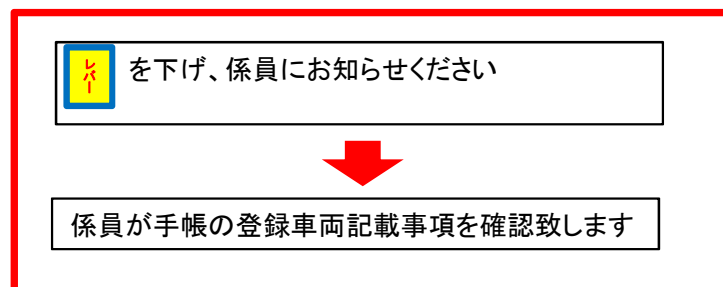 レバー を下げ、係員にお知らせください
係員が手帳の登録車両記載事項を確認致します